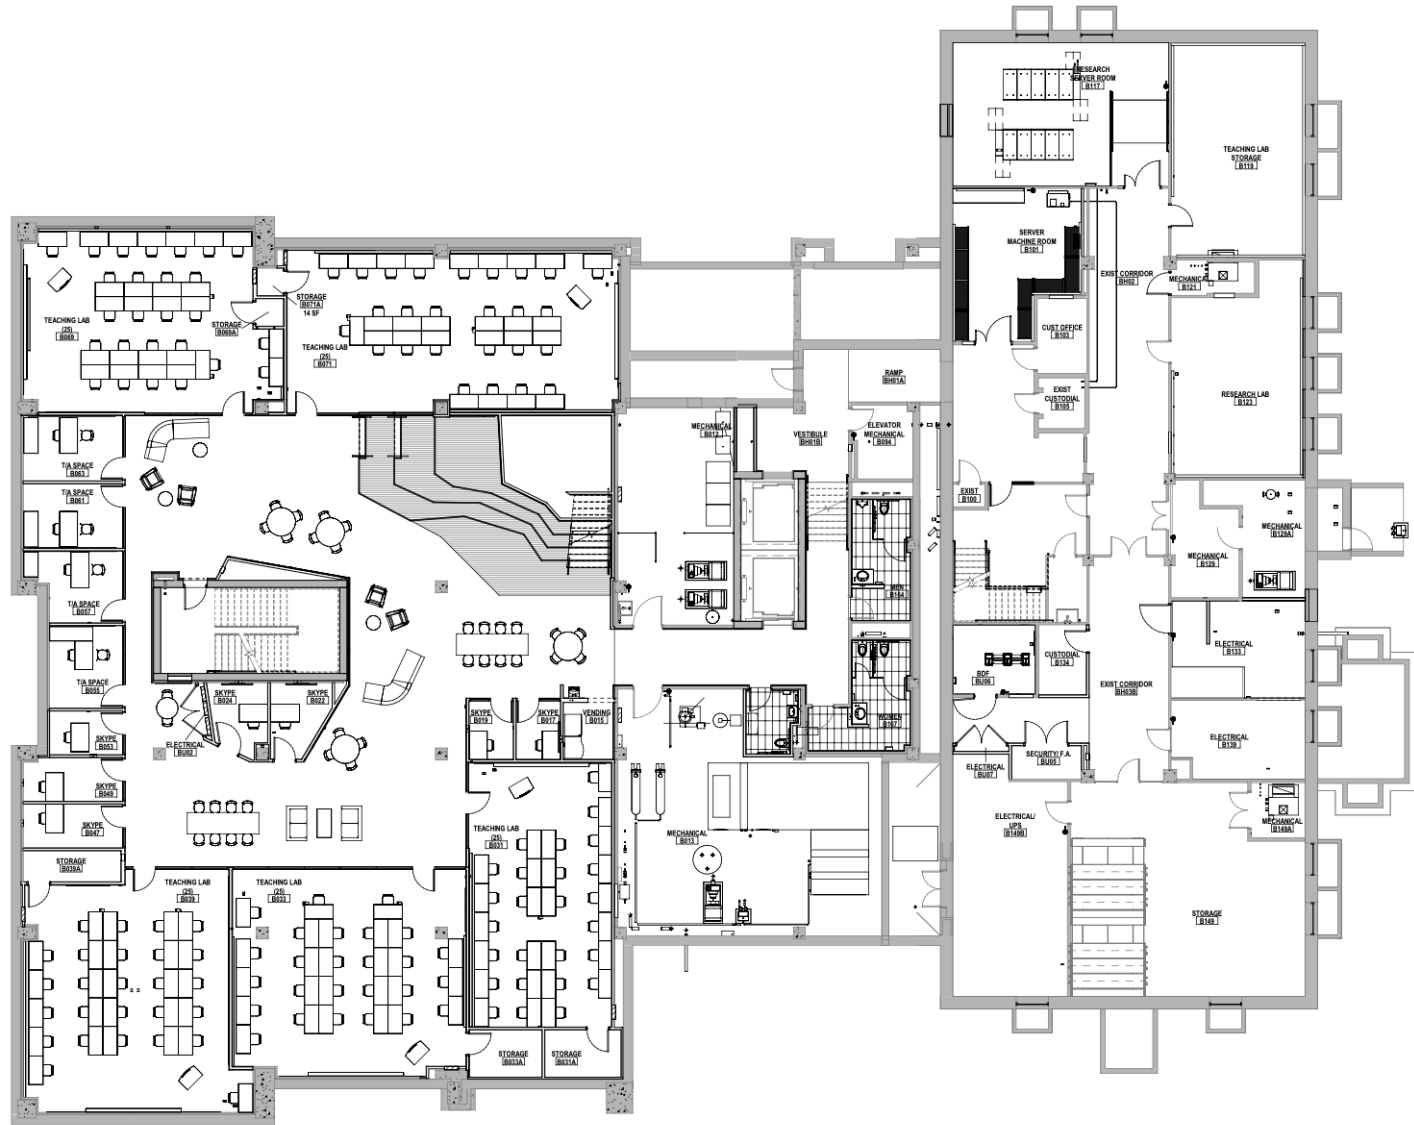 RESEARCH
SERVER ROOM
B117
TEACHING LAB
STORAGE
B119
SERVER
MACHINE ROOM
B101
EXIST CORRIDOR
BH02
MECHANICAL
B121
STORAGE
B071A
14 SF
TEACHING LAB
(25)
B069
STORAGE
B069A
CUST OFFICE
B103
TEACHING LAB
(25)
B071
RAMP
BH01A
EXIST
CUSTODIAL
B105
RESEARCH LAB
B123
MECHANICAL
B012
VESTIBULE
BH01B
ELEVATOR
MECHANICAL
B094
T/A SPACE
B063
T/A SPACE
B061
EXIST
B100
MECHANICAL
B129A
MECHANICAL
B129
MEN
B164
T/A SPACE
B057
ELECTRICAL
B133
CUSTODIAL
B134
BDF
BU06
T/A SPACE
B055
EXIST CORRIDOR
BH03B
SKYPE
B024
SKYPE
B022
SKYPE
B019
SKYPE
B017
VENDING
B015
WOMEN
B167
SKYPE
B053
ELECTRICAL
BU02
ELECTRICAL
B139
SECURITY/ F.A.
BU05
ELECTRICAL
BU07
SKYPE
B049
SKYPE
B047
TEACHING LAB
(25)
B031
MECHANICAL
B013
ELECTRICAL/
UPS
B149B
MECHANICAL
B149A
STORAGE
B039A
TEACHING LAB
(25)
B039
TEACHING LAB
(25)
B033
STORAGE
B149
STORAGE
B033A
STORAGE
B031A